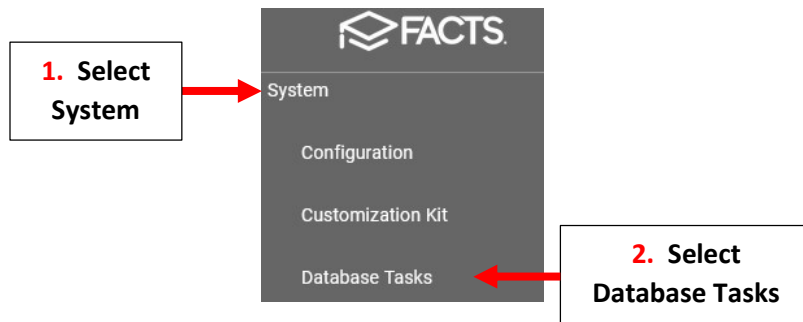 FACTS.
1. Select
System
System
Configuration
Customization Kit
Database Tasks
2. Select
Database Tasks